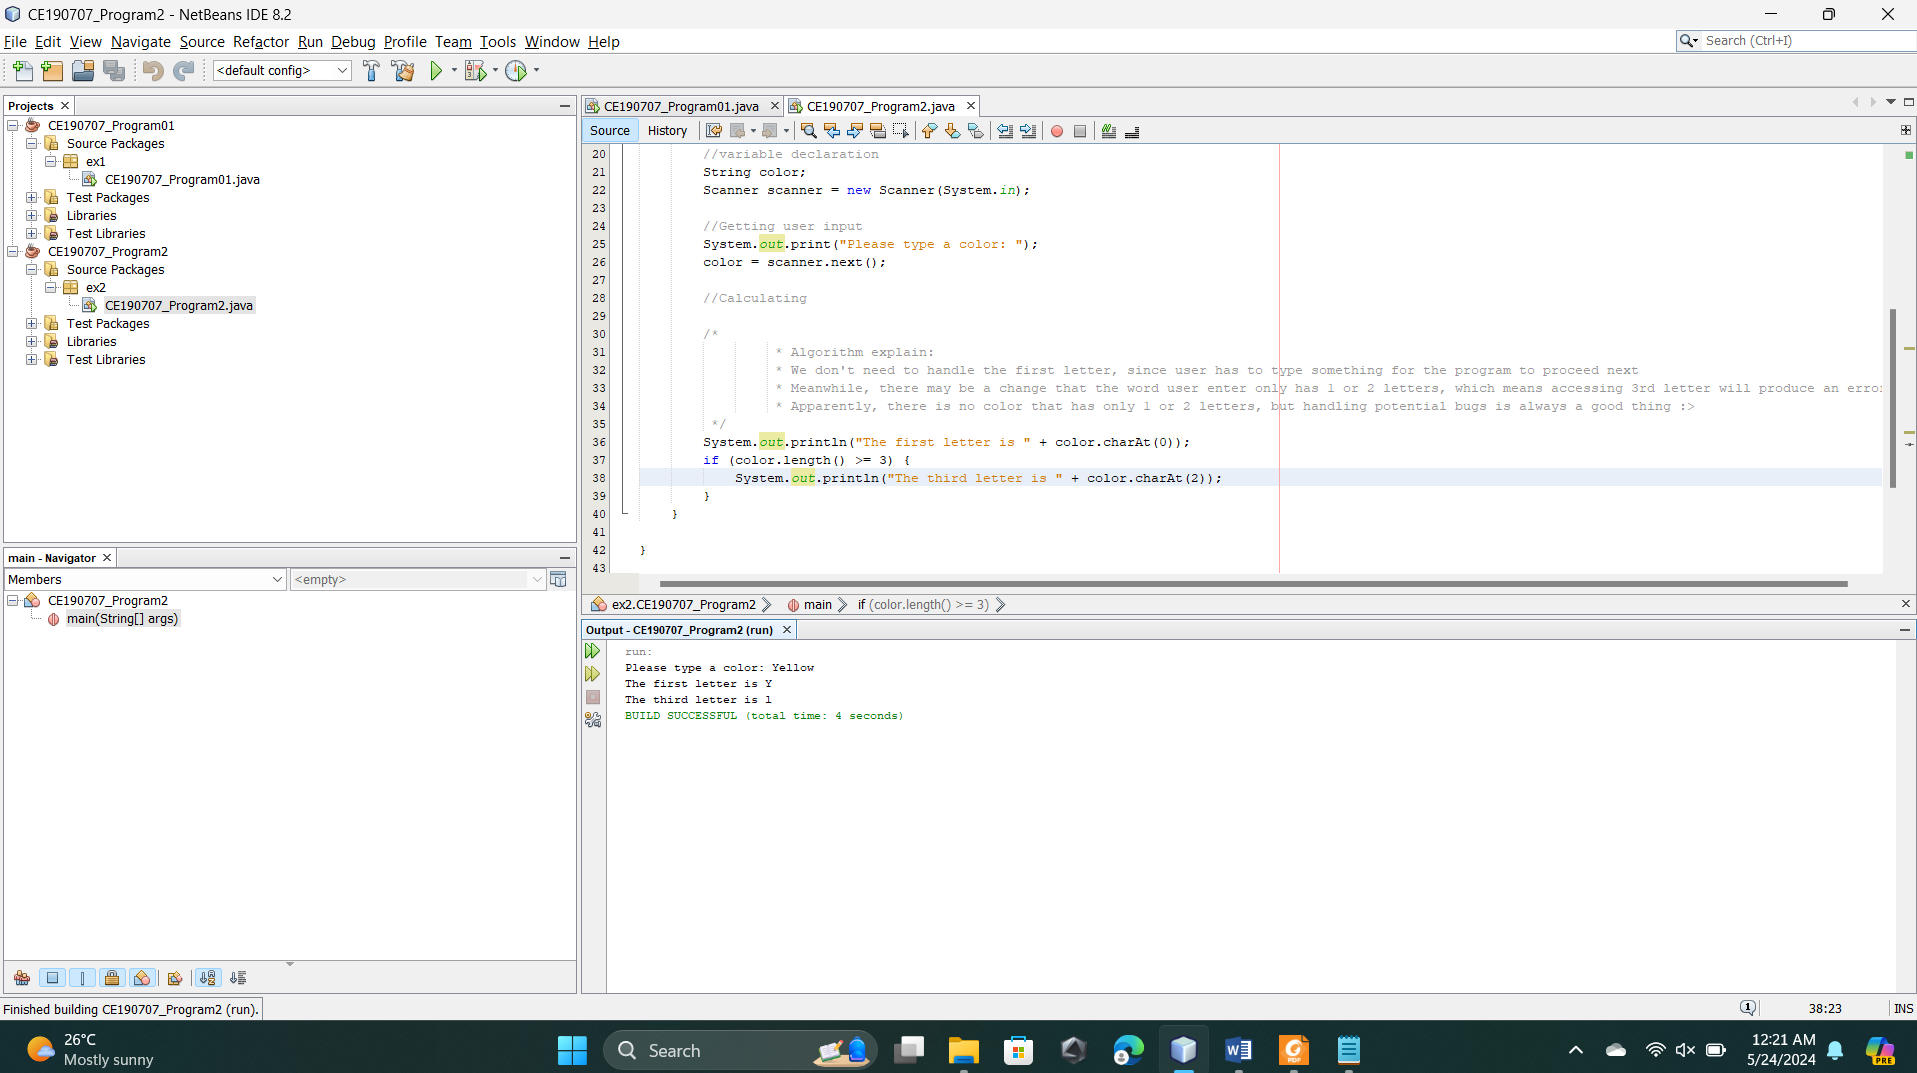 CE190707_Program2 - NetBeans IDE 8.2
File Edit View Navigate Source Refactor Run Debug Profile Team Tools Window Help
Search (Ctrl+I)
<default config>
Projects
CE190707_Program01
Source Packages
ex1
CE190707_Program01.java
Test Packages
Libraries
Test Libraries
CE190707_Program2
Source Packages
ex2
CE190707_Program2.java
Test Packages
Libraries
Test Libraries
main - Navigator
Members
<empty>
CE190707_Program2
main(String[] args)
CE190707_Program01.java CE190707_Program2.java
Source History
20 //variable declaration
21 String color;
22 Scanner scanner = new Scanner(System.in);
23
24 //Getting user input
25 System.out.print("Please type a color: ");
26 color = scanner.next();
27
28 //Calculating
29
30 /*
31 * Algorithm explain:
32 * We don't need to handle the first letter, since user has to type something for the program to proceed next
33 * Meanwhile, there may be a change that the word user enter only has 1 or 2 letters, which means accessing 3rd letter will produce an erro
34 * Apparently, there is no color that has only 1 or 2 letters, but handling potential bugs is always a good thing :>
35 */
36 System.out.println("The first letter is " + color.charAt(0));
37 if (color.length() >= 3) {
38 System.out.println("The third letter is " + color.charAt(2));
39 }
40 }
41
42 }
43
ex2.CE190707_Program2 main if (color.length() >= 3)
Output - CE190707_Program2 (run)
run:
Please type a color: Yellow
The first letter is Y
The third letter is l
BUILD SUCCESSFUL (total time: 4 seconds)
Finished building CE190707_Program2 (run).
1
38:23
INS
26°C
Mostly sunny
Search
12:21 AM
5/24/2024
PRE